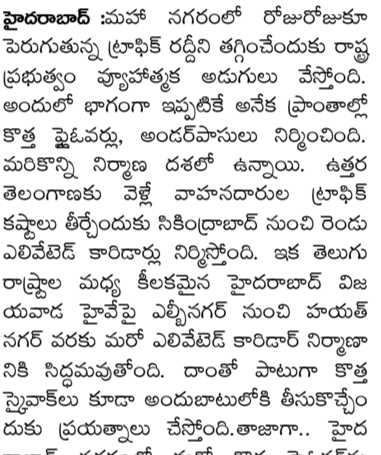 హైదరాబాద్ :మహా నగరంలో రోజురోజుకూ
పెరుగుతున్న ట్రాఫిక్ రద్దీని తగ్గించేందుకు రాష్ట్ర
ప్రభుత్వం వ్యూహాత్మక అడుగులు వేస్తోంది.
అందులో భాగంగా ఇప్పటికే అనేక ప్రాంతాల్లో
కొత్త ఫ్లైఓవర్లు, అండర్‌పాసులు నిర్మించింది.
మరికొన్ని నిర్మాణ దశలో ఉన్నాయి. ఉత్తర
తెలంగాణకు వెళ్లే వాహనదారుల ట్రాఫిక్
కష్టాలు తీర్చేందుకు సికింద్రాబాద్ నుంచి రెండు
ఎలివేటెడ్ కారిడార్లు నిర్మిస్తోంది. ఇక తెలుగు
రాష్ట్రాల మధ్య కీలకమైన హైదరాబాద్ విజ
యవాడ హైవేపై ఎల్బీనగర్ నుంచి హయత్
నగర్ వరకు మరో ఎలివేటెడ్ కారిడార్ నిర్మాణా
నికి సిద్ధమవుతోంది. దాంతో పాటుగా కొత్త
స్కైవాక్‌లు కూడా అందుబాటులోకి తీసుకొచ్చేం
దుకు ప్రయత్నాలు చేస్తోంది.తాజాగా.. హైద